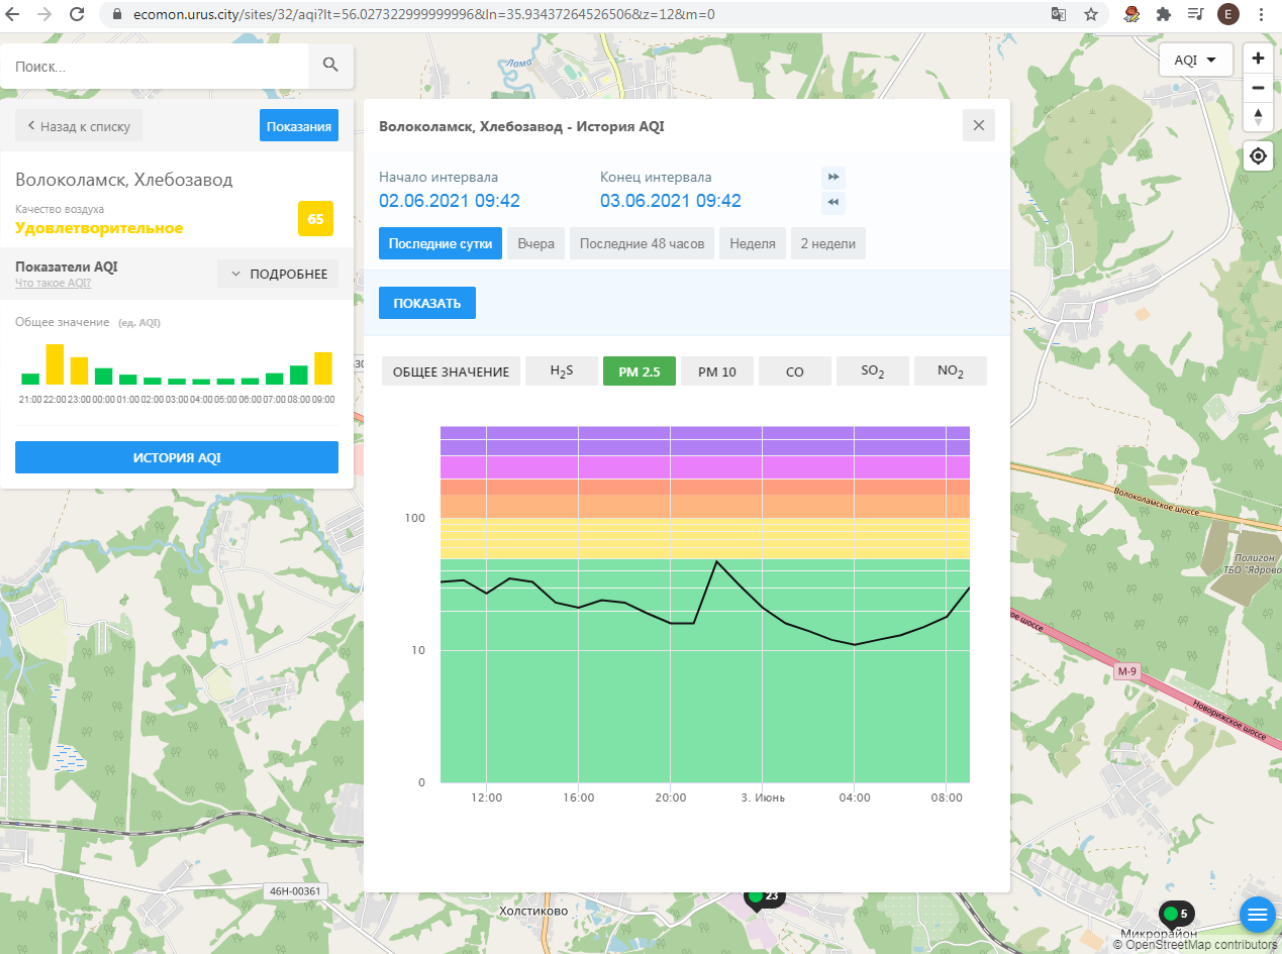 ecomon.urus.city/sites/32/aqi?lt=56.027322999999996&ln=35.93437264526506&z=12&m=0
E
Поиск...
AQI
Лама
Назад к списку
Показания
Волоколамск, Хлебозавод
Качество воздуха
Удовлетворительное
65
Показатели AQI
Что такое AQI?
ПОДРОБНЕЕ
Общее значение (ед. AQI)
21:00 22:00 23:00 00:00 01:00 02:00 03:00 04:00 05:00 06:00 07:00 08:00 09:00
ИСТОРИЯ AQI
Волоколамск, Хлебозавод - История AQI
Начало интервала
Конец интервала
02.06.2021 09:42
03.06.2021 09:42
Последние сутки
Вчера
Последние 48 часов
Неделя
2 недели
ПОКАЗАТЬ
ОБЩЕЕ ЗНАЧЕНИЕ
H2S
PM 2.5
PM 10
CO
SO2
NO2
100
10
0
12:00
16:00
20:00
3. Июнь
04:00
08:00
Волоколамское шоссе
Полигон
ТБО "Ядрово
шоссе
М-9
Новорижское шоссе
46Н-00361
Холстиково
23
5
Микрорайон
© OpenStreetMap contributors